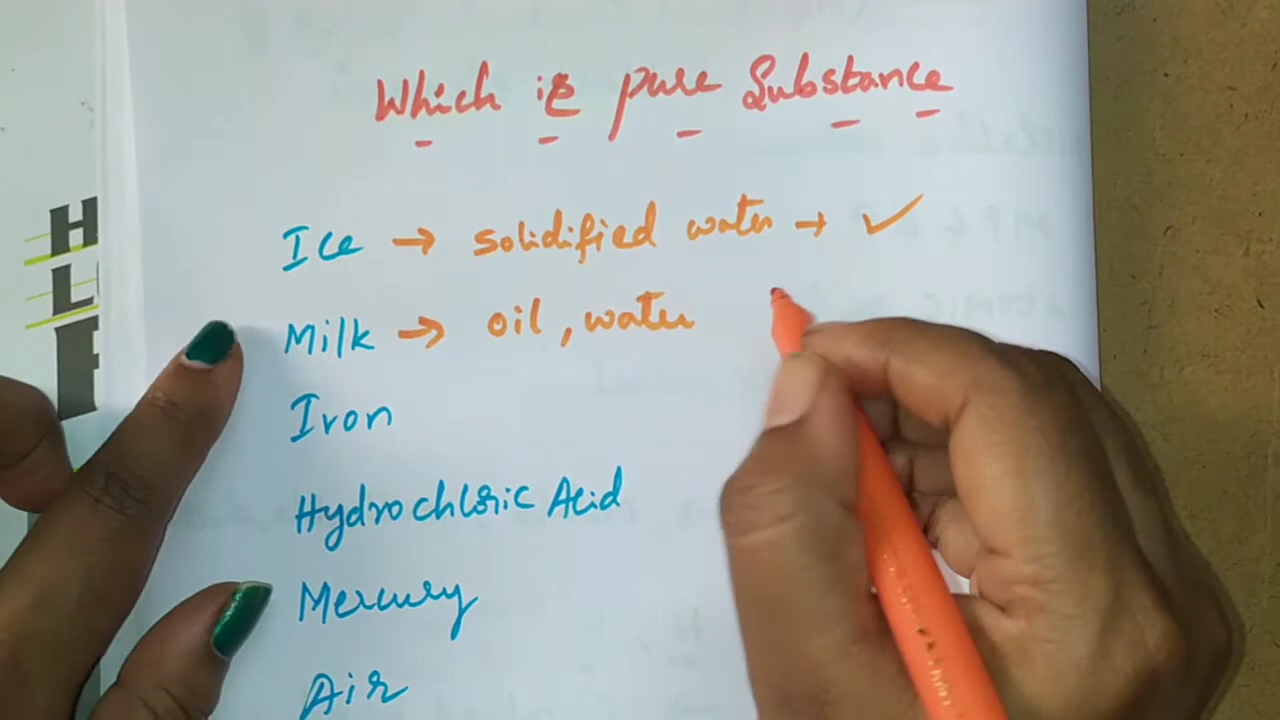 Which is pure Substance
Ice → solidified water → ✓
Milk → oil, water
Iron
Hydrochloric Acid
Mercury
Air